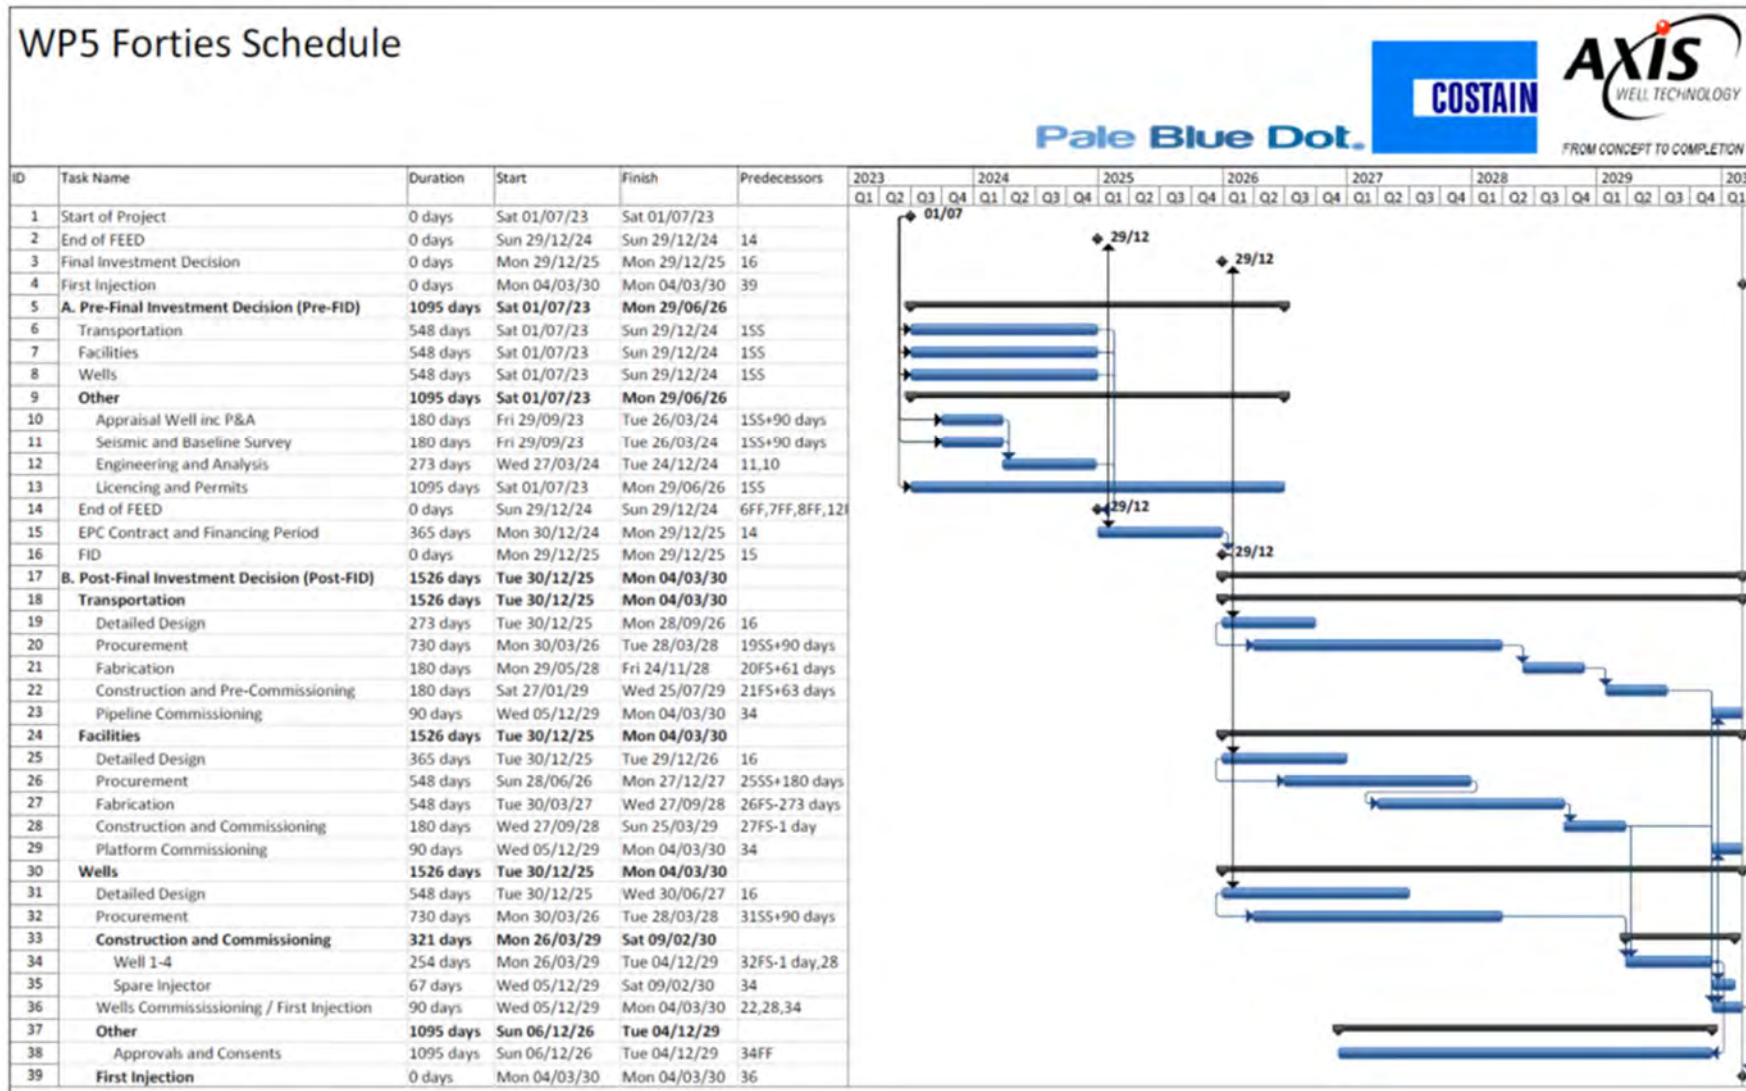 WP5 Forties Schedule
Pale Blue Dot.
COSTAIN
AXIS
WELL TECHNOLOGY
FROM CONCEPT TO COMPLETION
ID Task Name Duration Start Finish Predecessors 2023 2024 2025 2026 2027 2028 2029
Q1 Q2 Q3 Q4 Q1 Q2 Q3 Q4 Q1 Q2 Q3 Q4 Q1 Q2 Q3 Q4 Q1 Q2 Q3 Q4 Q1 Q2 Q3 Q4 Q1 Q2 Q3 Q4 Q1
1 Start of Project 0 days Sat 01/07/23 Sat 01/07/23 01/07
2 End of FEED 0 days Sun 29/12/24 Sun 29/12/24 14 29/12
3 Final Investment Decision 0 days Mon 29/12/25 Mon 29/12/25 16 29/12
4 First Injection 0 days Mon 04/03/30 Mon 04/03/30 39
5 A. Pre-Final Investment Decision (Pre-FID) 1095 days Sat 01/07/23 Mon 29/06/26
6 Transportation 548 days Sat 01/07/23 Sun 29/12/24 1SS
7 Facilities 548 days Sat 01/07/23 Sun 29/12/24 1SS
8 Wells 548 days Sat 01/07/23 Sun 29/12/24 1SS
9 Other 1095 days Sat 01/07/23 Mon 29/06/26
10 Appraisal Well inc P&A 180 days Fri 29/09/23 Tue 26/03/24 1SS+90 days
11 Seismic and Baseline Survey 180 days Fri 29/09/23 Tue 26/03/24 1SS+90 days
12 Engineering and Analysis 273 days Wed 27/03/24 Tue 24/12/24 11,10
13 Licencing and Permits 1095 days Sat 01/07/23 Mon 29/06/26 1SS
14 End of FEED 0 days Sun 29/12/24 Sun 29/12/24 6FF,7FF,8FF,12 29/12
15 EPC Contract and Financing Period 365 days Mon 30/12/24 Mon 29/12/25 14
16 FID 0 days Mon 29/12/25 Mon 29/12/25 15 29/12
17 B. Post-Final Investment Decision (Post-FID) 1526 days Tue 30/12/25 Mon 04/03/30
18 Transportation 1526 days Tue 30/12/25 Mon 04/03/30
19 Detailed Design 273 days Tue 30/12/25 Mon 28/09/26 16
20 Procurement 730 days Mon 30/03/26 Tue 28/03/28 19SS+90 days
21 Fabrication 180 days Mon 29/05/28 Fri 24/11/28 20FS+61 days
22 Construction and Pre-Commissioning 180 days Sat 27/01/29 Wed 25/07/29 21FS+63 days
23 Pipeline Commissioning 90 days Wed 05/12/29 Mon 04/03/30 34
24 Facilities 1526 days Tue 30/12/25 Mon 04/03/30
25 Detailed Design 365 days Tue 30/12/25 Tue 29/12/26 16
26 Procurement 548 days Sun 28/06/26 Mon 27/12/27 25SS+180 days
27 Fabrication 548 days Tue 30/03/27 Wed 27/09/28 26FS-273 days
28 Construction and Commissioning 180 days Wed 27/09/28 Sun 25/03/29 27FS-1 day
29 Platform Commissioning 90 days Wed 05/12/29 Mon 04/03/30 34
30 Wells 1526 days Tue 30/12/25 Mon 04/03/30
31 Detailed Design 548 days Tue 30/12/25 Wed 30/06/27 16
32 Procurement 730 days Mon 30/03/26 Tue 28/03/28 31SS+90 days
33 Construction and Commissioning 321 days Mon 26/03/29 Sat 09/02/30
34 Well 1-4 254 days Mon 26/03/29 Tue 04/12/29 32FS-1 day,28
35 Spare Injector 67 days Wed 05/12/29 Sat 09/02/30 34
36 Wells Commississioning / First Injection 90 days Wed 05/12/29 Mon 04/03/30 22,28,34
37 Other 1095 days Sun 06/12/26 Tue 04/12/29
38 Approvals and Consents 1095 days Sun 06/12/26 Tue 04/12/29 34FF
39 First Injection 0 days Mon 04/03/30 Mon 04/03/30 36